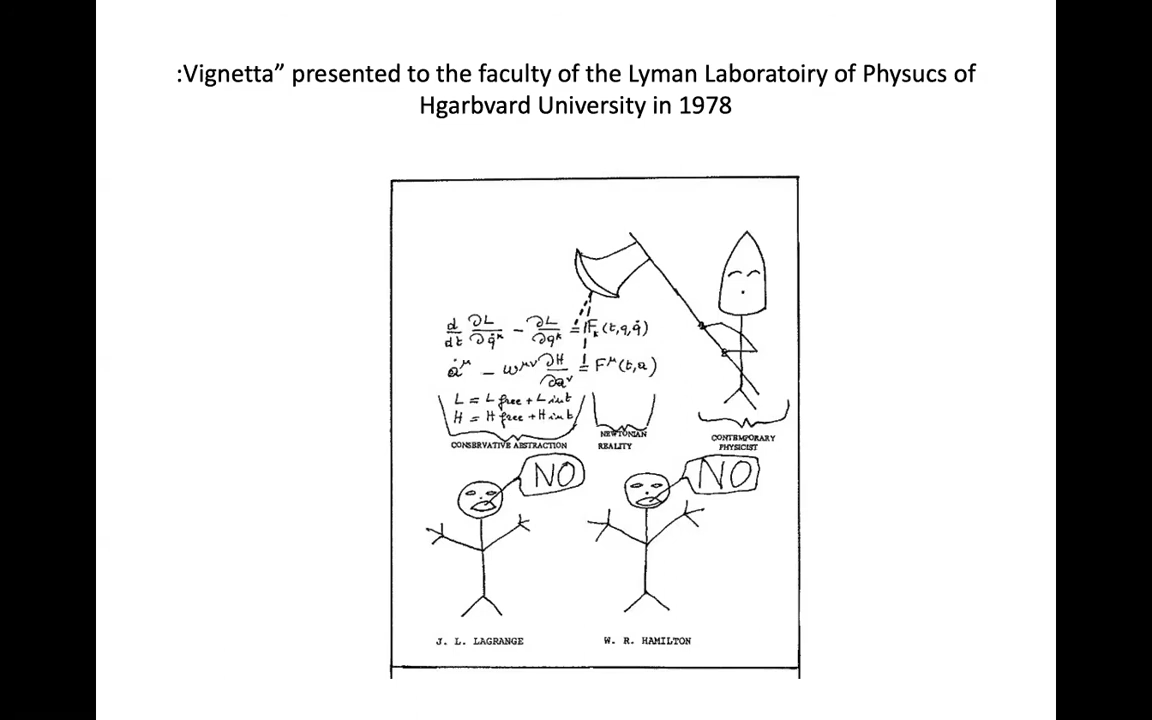 :Vignetta” presented to the faculty of the Lyman Laboratoiry of Physucs of
Hgarbvard University in 1978
d/dt ∂L/∂q̇ᵏ − ∂L/∂qᵏ = Fₖ(t,q,q̇)
ȧᵘ − ωᵘᵛ ∂H/∂aᵛ = Fᵘ(t,a)
L = L free + L int
H = H free + H int
CONSERVATIVE ABSTRACTION
NEWTONIAN
REALITY
CONTEMPORARY
PHYSICIST
NO
NO
J. L. LAGRANGE
W. R. HAMILTON